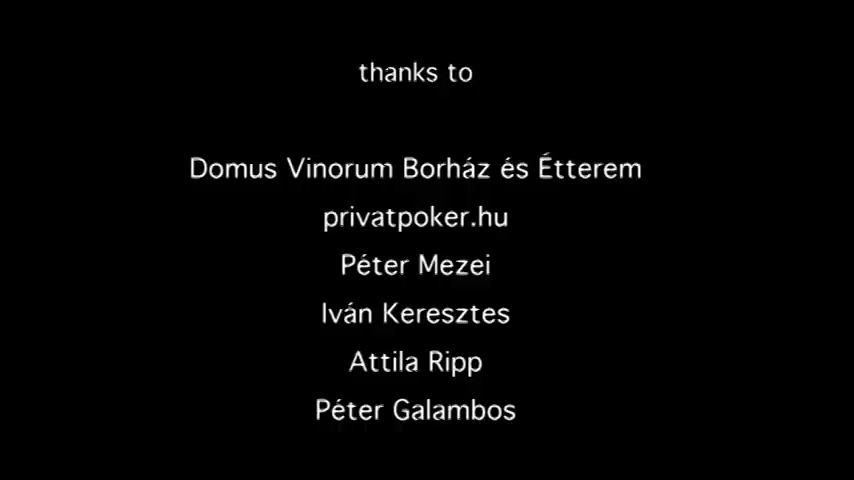 thanks to
Domus Vinorum Borház és Étterem
privatpoker.hu
Péter Mezei
Iván Keresztes
Attila Ripp
Péter Galambos